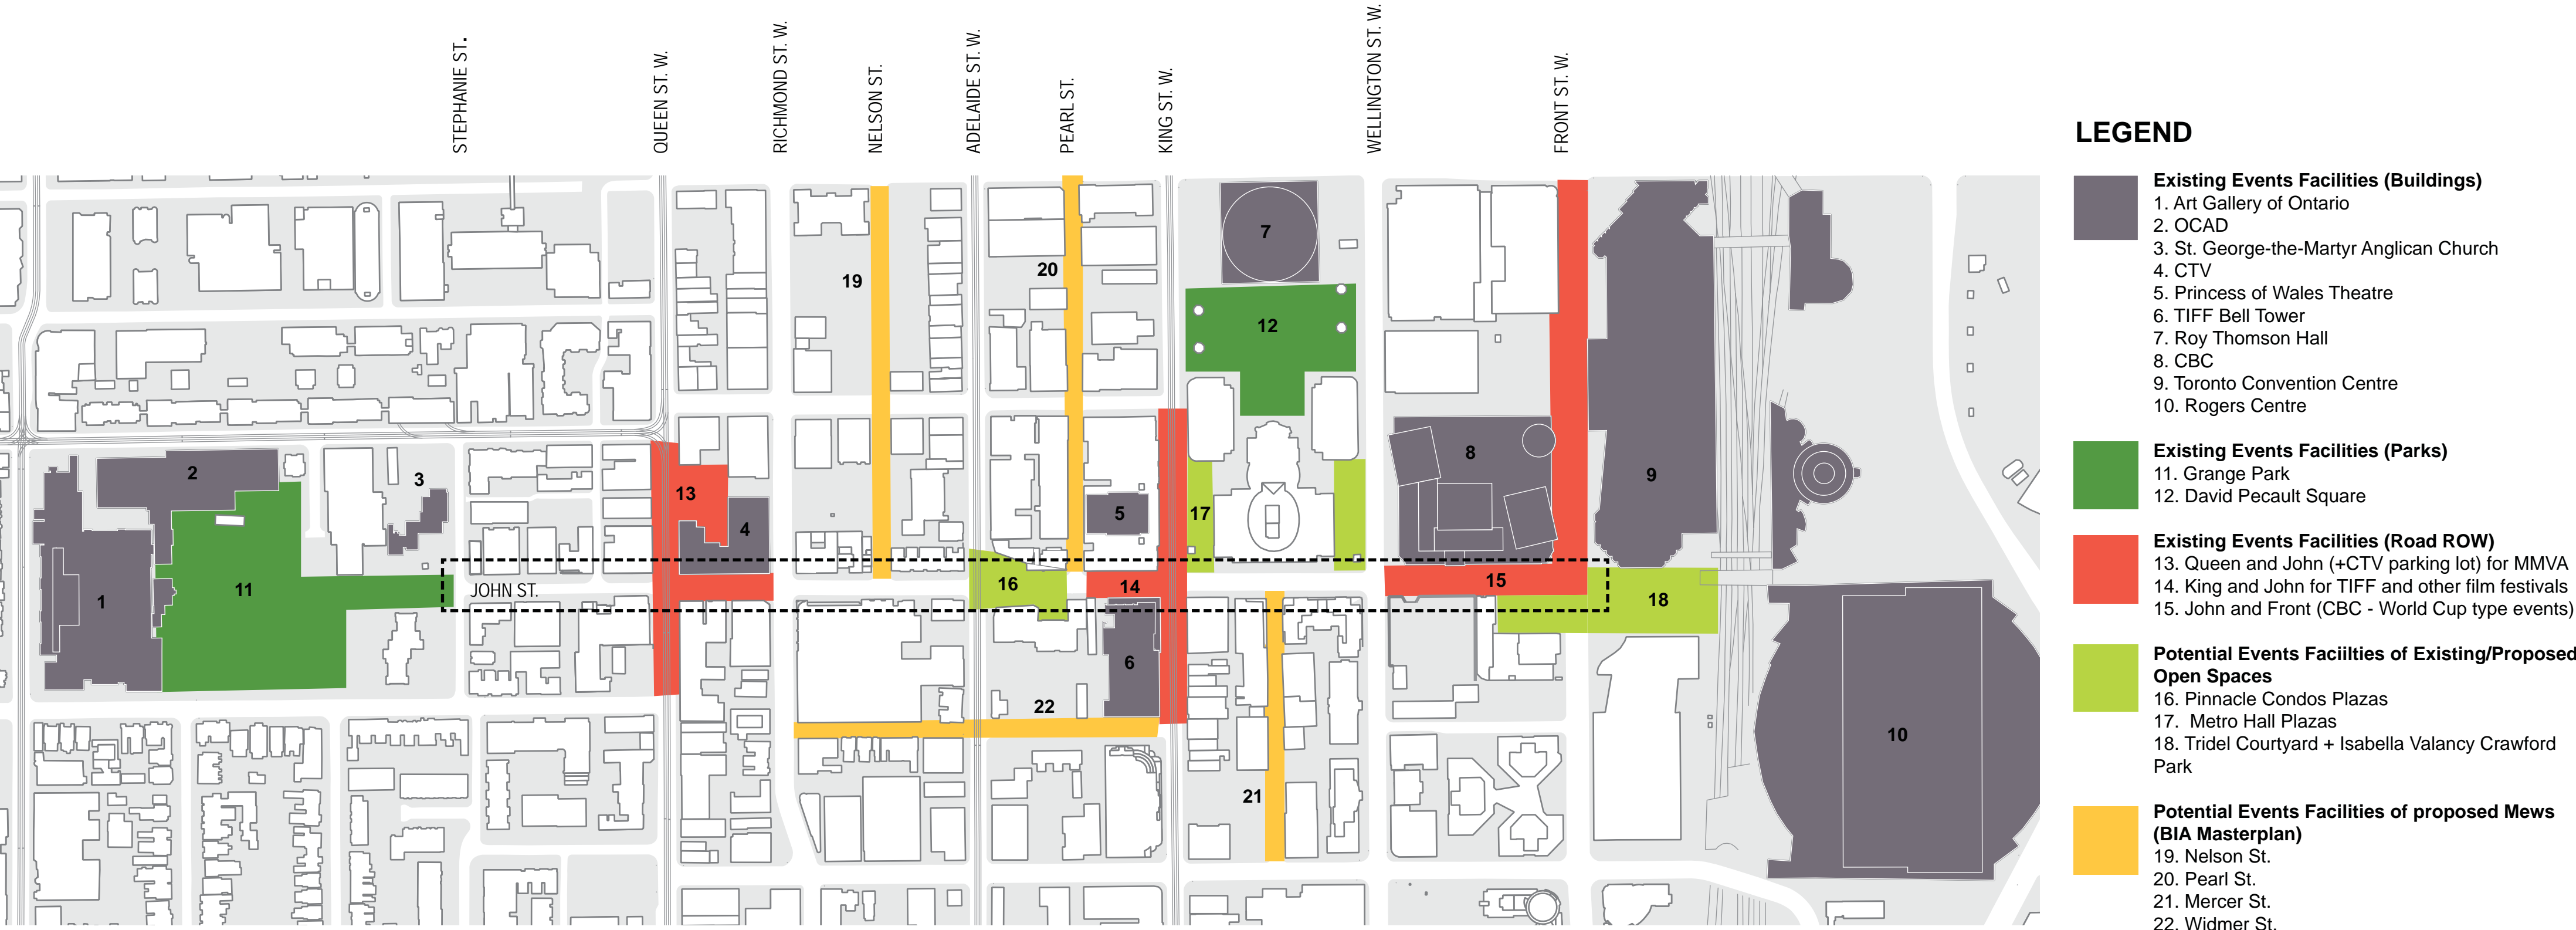 STEPHANIE ST.
QUEEN ST. W.
RICHMOND ST. W.
NELSON ST.
ADELAIDE ST. W.
PEARL ST.
KING ST. W.
WELLINGTON ST. W.
FRONT ST. W.
7
19
20
12
2
3
13
4
5
17
8
9
1
11
JOHN ST.
16
14
15
18
6
22
21
10
LEGEND
Existing Events Facilities (Buildings)
1. Art Gallery of Ontario
2. OCAD
3. St. George-the-Martyr Anglican Church
4. CTV
5. Princess of Wales Theatre
6. TIFF Bell Tower
7. Roy Thomson Hall
8. CBC
9. Toronto Convention Centre
10. Rogers Centre
Existing Events Facilities (Parks)
11. Grange Park
12. David Pecault Square
Existing Events Facilities (Road ROW)
13. Queen and John (+CTV parking lot) for MMVA
14. King and John for TIFF and other film festivals
15. John and Front (CBC - World Cup type events)
Potential Events Faciilties of Existing/Proposed
Open Spaces
16. Pinnacle Condos Plazas
17. Metro Hall Plazas
18. Tridel Courtyard + Isabella Valancy Crawford
Park
Potential Events Facilities of proposed Mews
(BIA Masterplan)
19. Nelson St.
20. Pearl St.
21. Mercer St.
22. Widmer St.